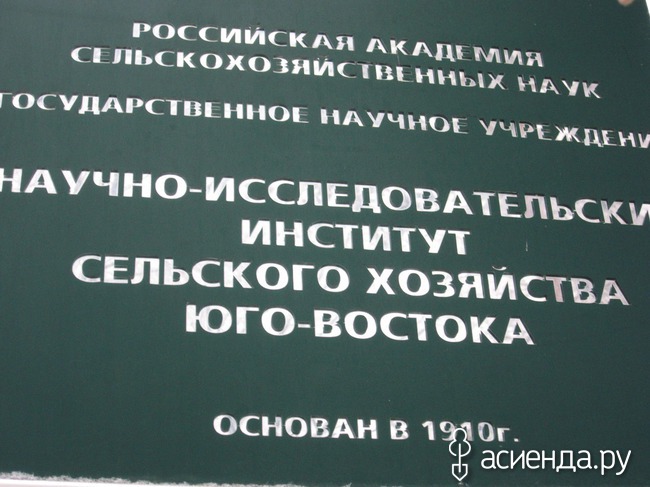 РОССИЙСКАЯ АКАДЕМИЯ
СЕЛЬСКОХОЗЯЙСТВЕННЫХ НАУК
ГОСУДАРСТВЕННОЕ НАУЧНОЕ УЧРЕЖДЕНИ
НАУЧНО-ИССЛЕДОВАТЕЛЬСКИ
ИНСТИТУТ
СЕЛЬСКОГО ХОЗЯЙСТВА
ЮГО-ВОСТОКА
ОСНОВАН В 1910г.
асиенда.ру